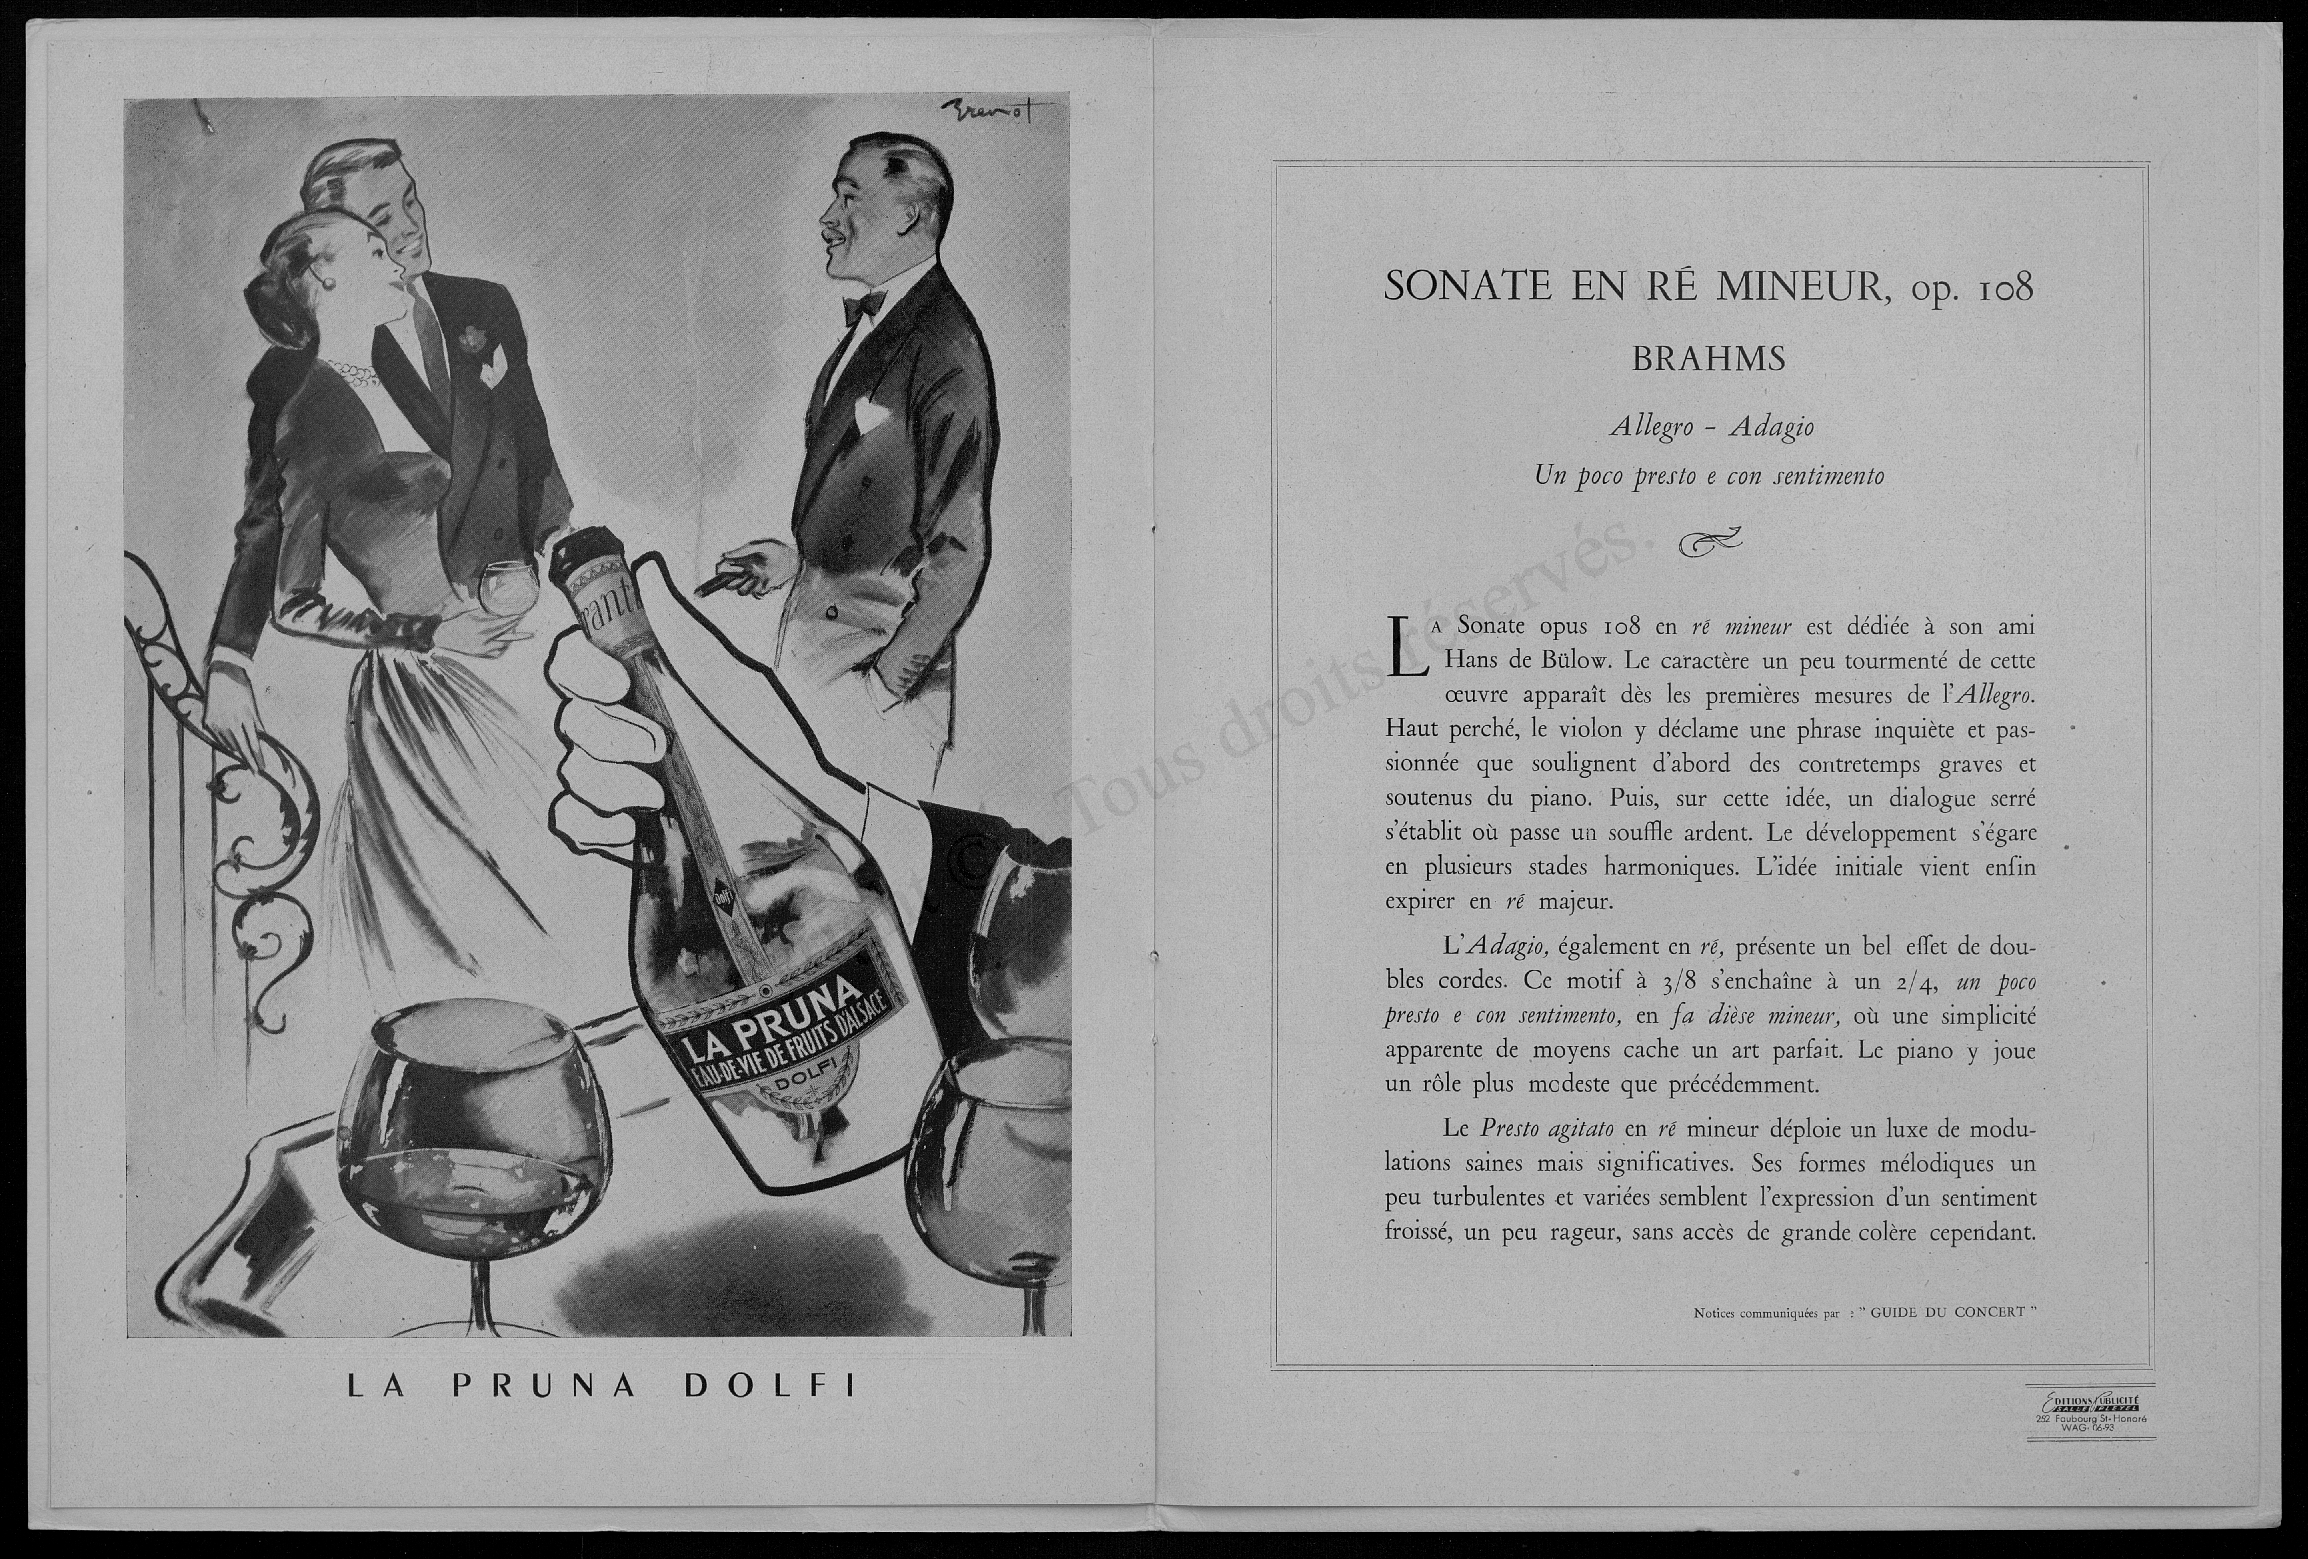 Brenot
ranti
Dolfi
LA PRUNA
EAU-DE-VIE DE FRUITS D'ALSACE
DOLFI
LA PRUNA DOLFI
SONATE EN RÉ MINEUR, op. 108
BRAHMS
Allegro - Adagio
Un poco presto e con sentimento
LA Sonate opus 108 en ré mineur est dédiée à son ami
Hans de Bülow. Le caractère un peu tourmenté de cette
œuvre apparaît dès les premières mesures de l'Allegro.
Haut perché, le violon y déclame une phrase inquiète et pas-
sionnée que soulignent d'abord des contretemps graves et
soutenus du piano. Puis, sur cette idée, un dialogue serré
s'établit où passe un souffle ardent. Le développement s'égare
en plusieurs stades harmoniques. L'idée initiale vient enfin
expirer en ré majeur.
L'Adagio, également en ré, présente un bel effet de dou-
bles cordes. Ce motif à 3/8 s'enchaîne à un 2/4, un poco
presto e con sentimento, en fa dièse mineur, où une simplicité
apparente de moyens cache un art parfait. Le piano y joue
un rôle plus modeste que précédemment.
Le Presto agitato en ré mineur déploie un luxe de modu-
lations saines mais significatives. Ses formes mélodiques un
peu turbulentes et variées semblent l'expression d'un sentiment
froissé, un peu rageur, sans accès de grande colère cependant.
Notices communiquées par : " GUIDE DU CONCERT "
ÉDITIONS PUBLICITÉ
SALLE PLEYEL
252 Faubourg St-Honoré
WAG. 06-93
© Tous droits réservés.